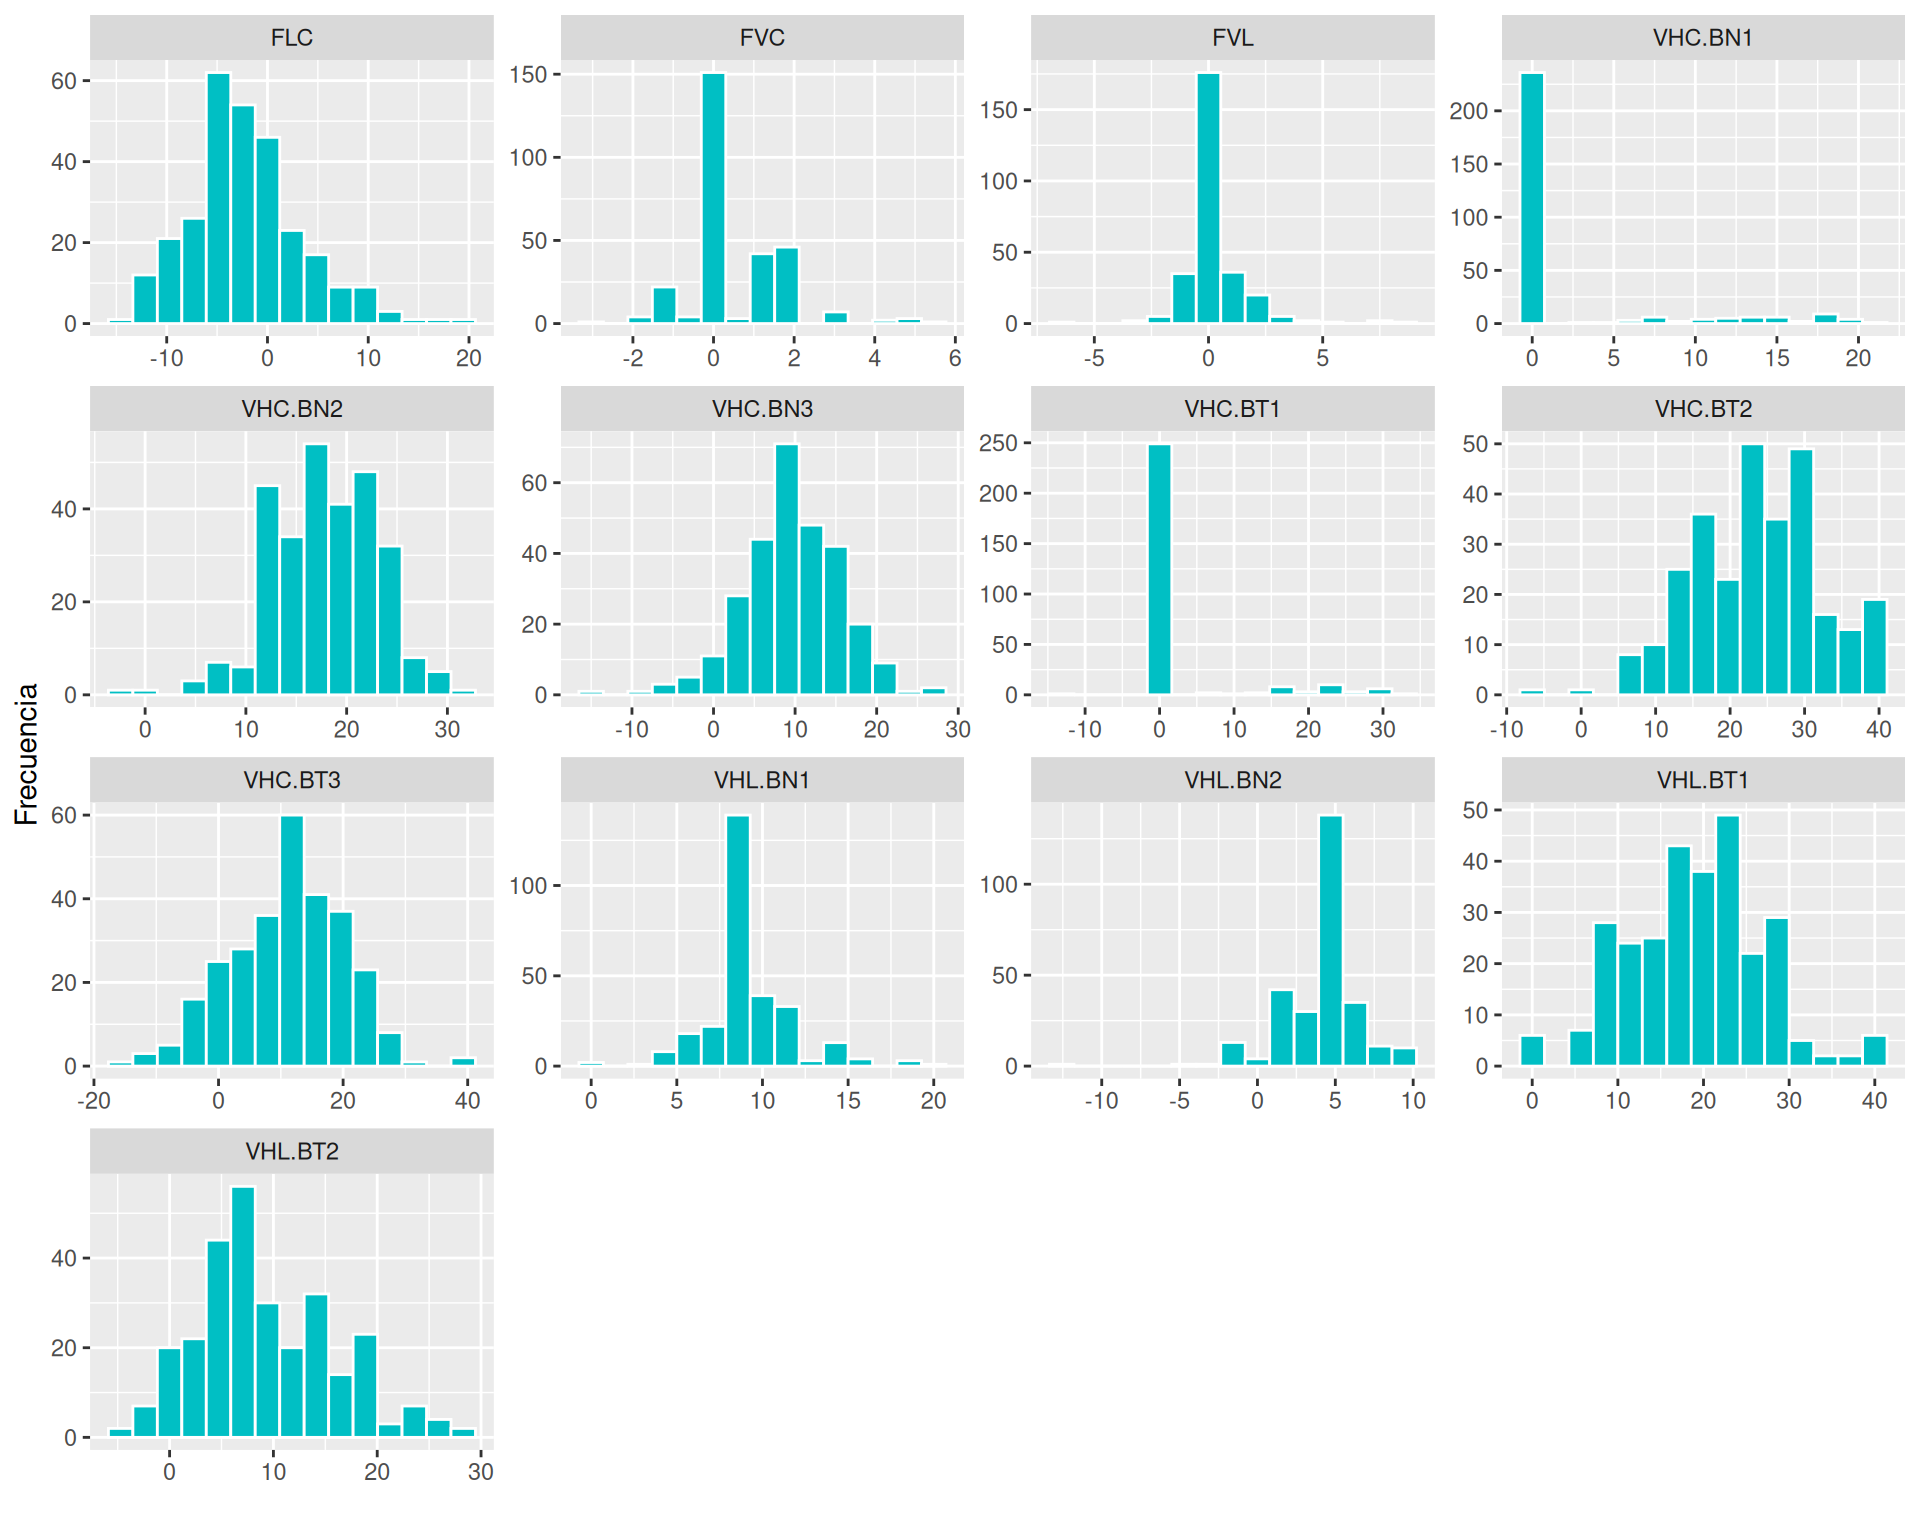 FLC FVC FVL VHC.BN1
60 40 20 0
150 100 50 0
150 100 50 0
200 150 100 50 0
-10 0 10 20
-2 0 2 4 6
-5 0 5
0 5 10 15 20
VHC.BN2 VHC.BN3 VHC.BT1 VHC.BT2
40 20 0
60 40 20 0
250 200 150 100 50 0
50 40 30 20 10 0
0 10 20 30
-10 0 10 20 30
-10 0 10 20 30
-10 0 10 20 30 40
Frecuencia
VHC.BT3 VHL.BN1 VHL.BN2 VHL.BT1
60 40 20 0
100 50 0
100 50 0
50 40 30 20 10 0
-20 0 20 40
0 5 10 15 20
-10 -5 0 5 10
0 10 20 30 40
VHL.BT2
40 20 0
0 10 20 30